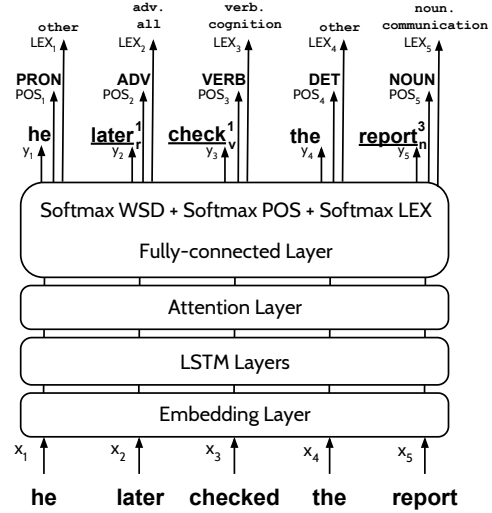 adv. verb. noun.
other all cognition other communication
LEX₁ LEX₂ LEX₃ LEX₄ LEX₅
PRON ADV VERB DET NOUN
POS₁ POS₂ POS₃ POS₄ POS₅
he later¹ᵣ check¹ᵥ the report³ₙ
y₁ y₂ y₃ y₄ y₅
Softmax WSD + Softmax POS + Softmax LEX
Fully-connected Layer
Attention Layer
LSTM Layers
Embedding Layer
x₁ x₂ x₃ x₄ x₅
he later checked the report